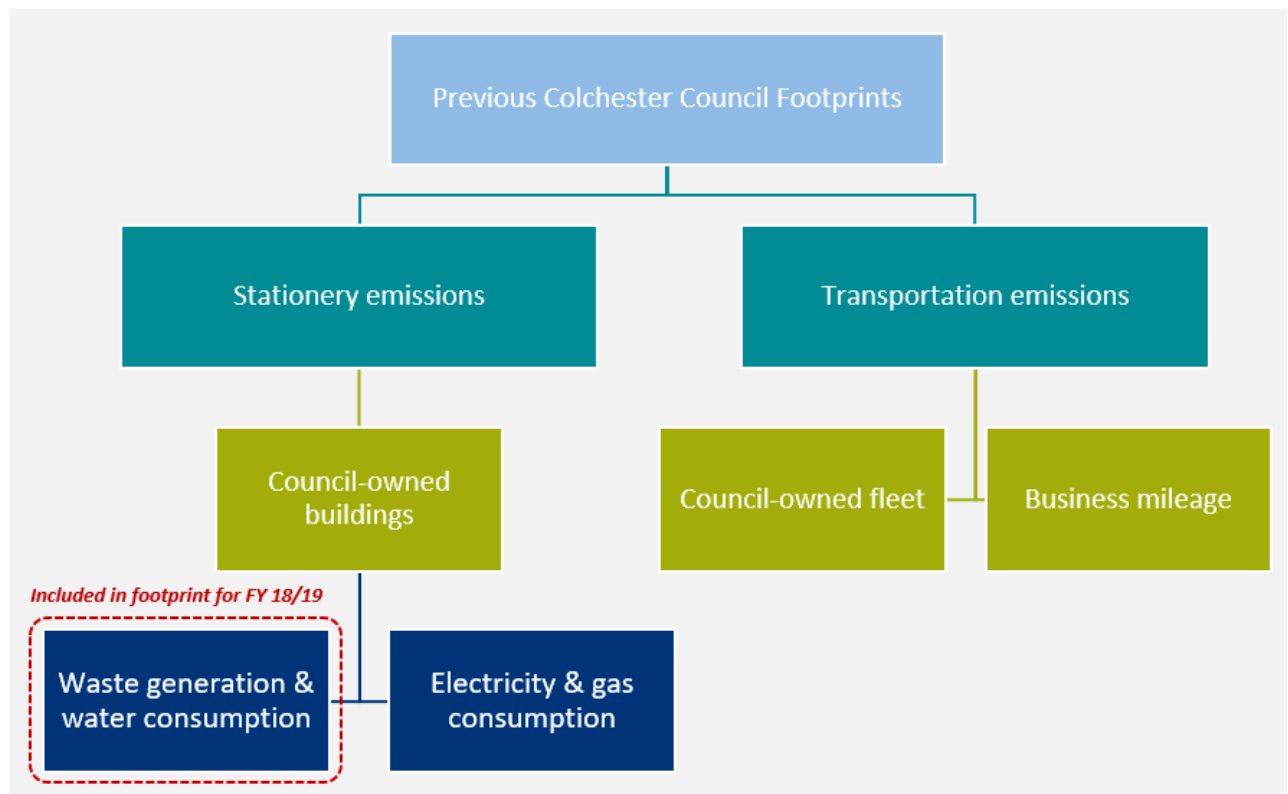 Previous Colchester Council Footprints
Stationery emissions
Transportation emissions
Council-owned
buildings
Council-owned fleet
Business mileage
Included in footprint for FY 18/19
Waste generation &
water consumption
Electricity & gas
consumption